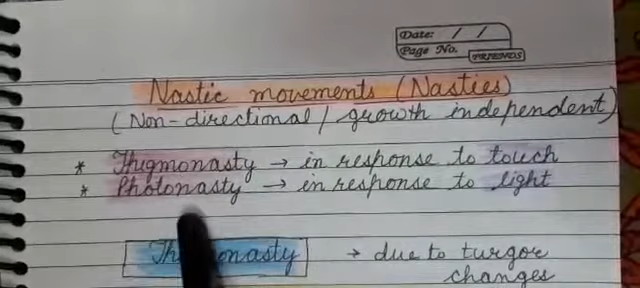 Date: / /
Page No.
FRIENDS
Nastic movements (Nasties)
(Non-directional / growth independent)
* Thigmonasty → in response to touch
* Photonasty → in response to light
→ due to turgor
changes